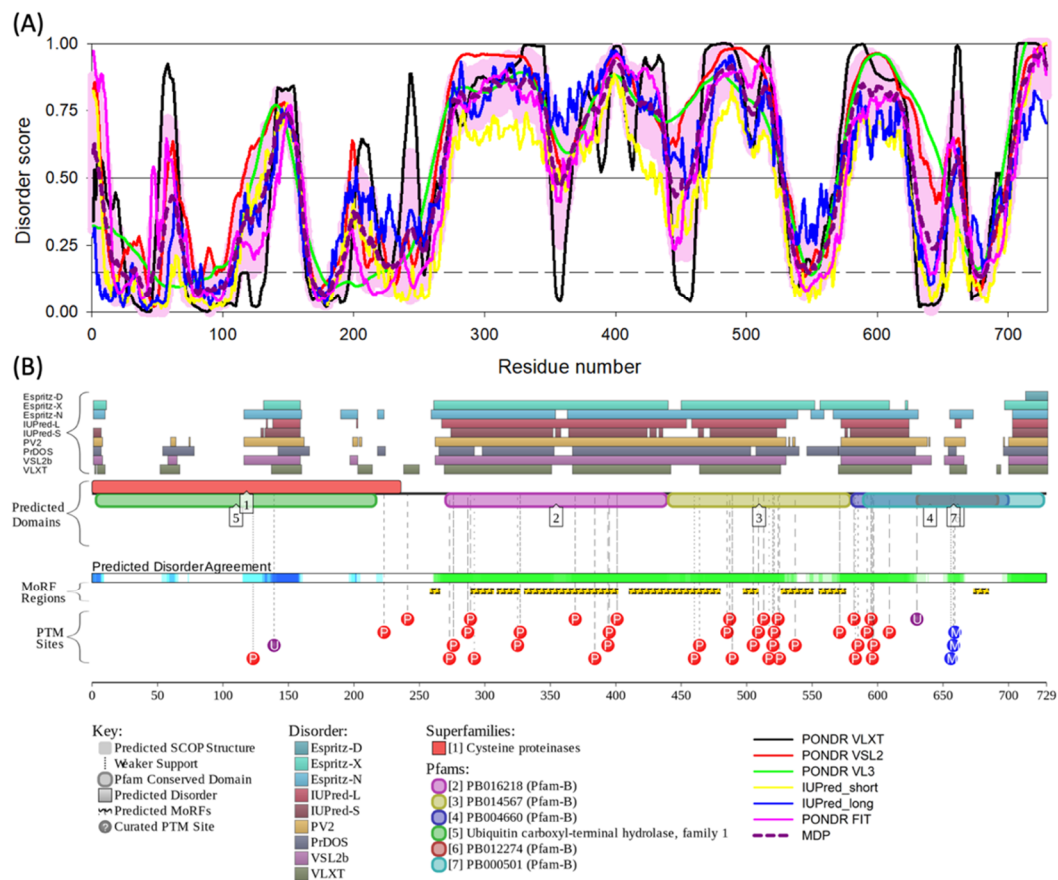 (A)
Disorder score
1.00
0.75
0.50
0.25
0.00
0 100 200 300 400 500 600 700
Residue number
(B)
Espritz-D
Espritz-X
Espritz-N
IUPred-L
IUPred-S
PV2
PrDOS
VSL2b
VLXT
Predicted Domains
1
5 2 3 4 7
Predicted Disorder Agreement
MoRF Regions
PTM Sites
P P P P P P P P P P P P
P P P P P P P P P P P P U M
U P P P P P P P P P M
P P P P P P P P P P M
0 50 100 150 200 250 300 350 400 450 500 550 600 650 700 729
Key:
Predicted SCOP Structure
Weaker Support
Pfam Conserved Domain
Predicted Disorder
Predicted MoRFs
? Curated PTM Site
Disorder:
Espritz-D
Espritz-X
Espritz-N
IUPred-L
IUPred-S
PV2
PrDOS
VSL2b
VLXT
Superfamilies:
[1] Cysteine proteinases
Pfams:
[2] PB016218 (Pfam-B)
[3] PB014567 (Pfam-B)
[4] PB004660 (Pfam-B)
[5] Ubiquitin carboxyl-terminal hydrolase, family 1
[6] PB012274 (Pfam-B)
[7] PB000501 (Pfam-B)
PONDR VLXT
PONDR VSL2
PONDR VL3
IUPred_short
IUPred_long
PONDR FIT
MDP